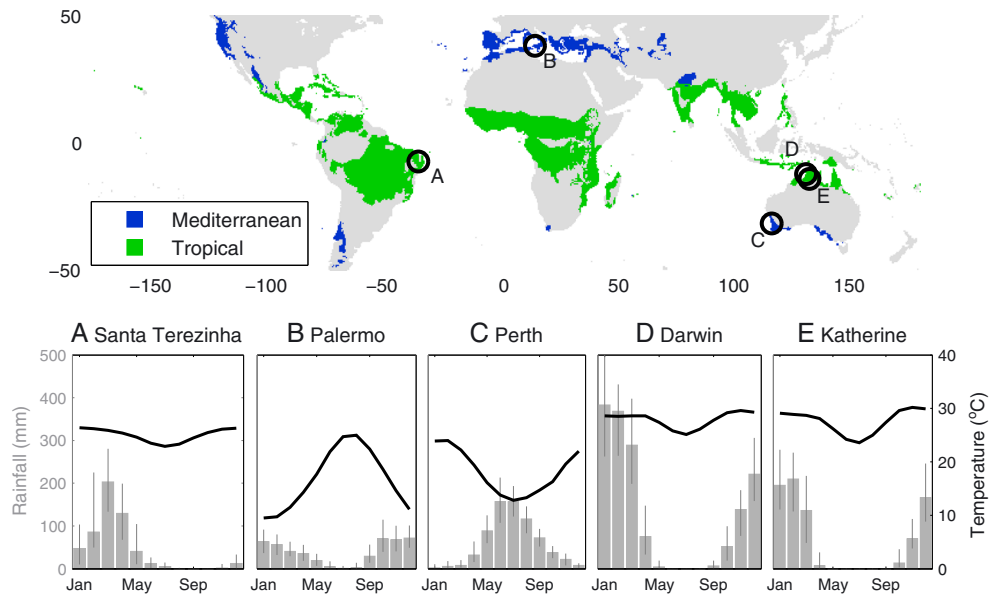 50
0
−50
−150
−100
−50
0
50
100
150
Mediterranean
Tropical
A
B
C
D
E
A Santa Terezinha
B Palermo
C Perth
D Darwin
E Katherine
Rainfall (mm)
500
400
300
200
100
0
Jan May Sep
Jan May Sep
Jan May Sep
Jan May Sep
Jan May Sep
40
30
20
10
0
Temperature (°C)